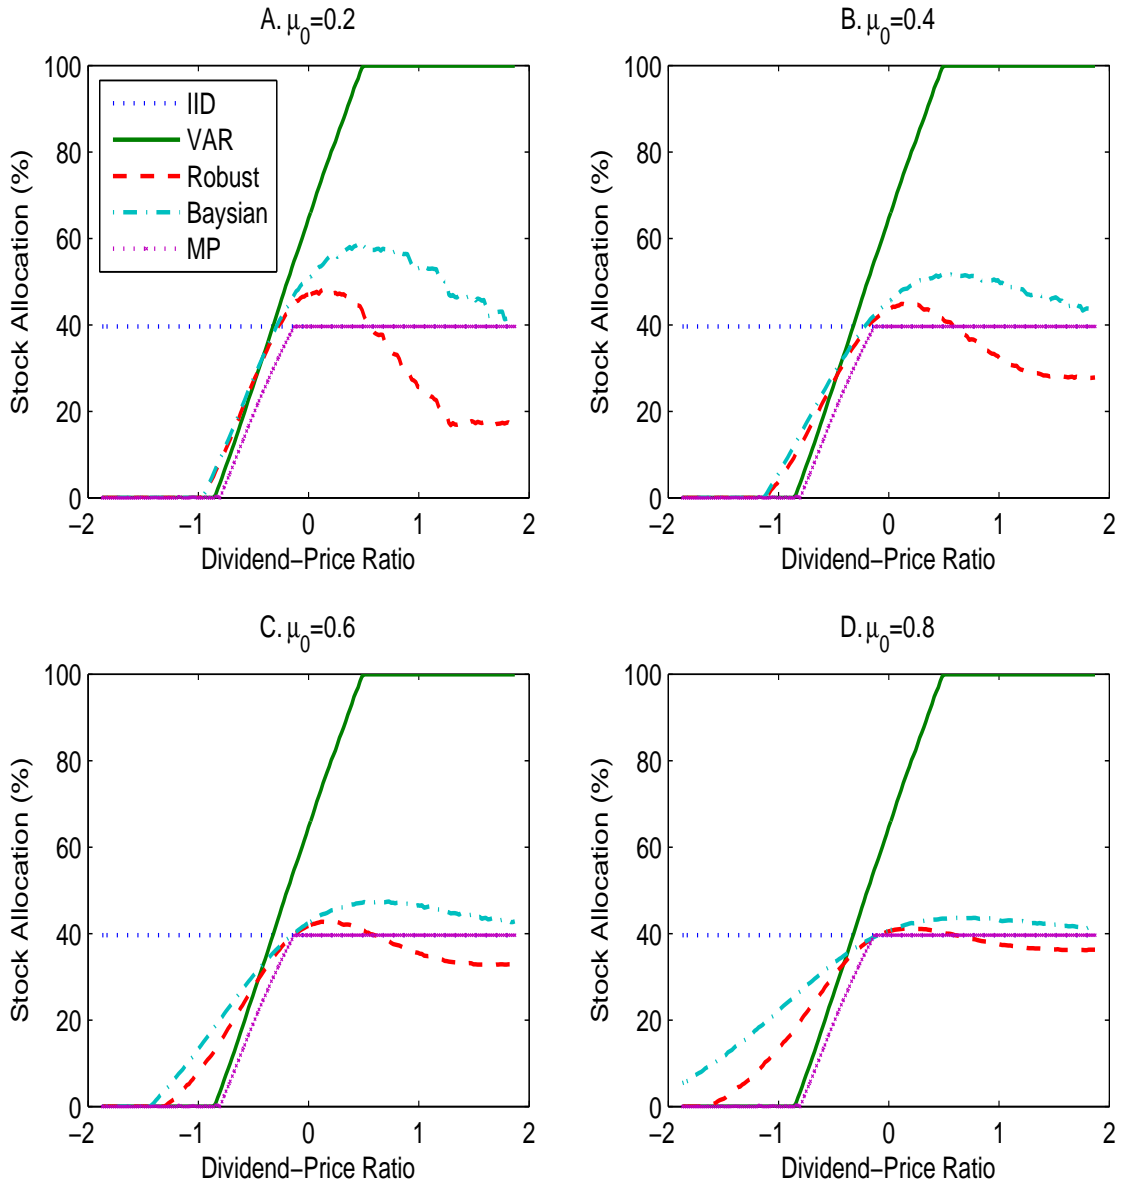 A. μ0=0.2
100
80
60
40
20
0
−2
−1
0
1
2
Stock Allocation (%)
Dividend−Price Ratio
IID
VAR
Robust
Baysian
MP
B. μ0=0.4
100
80
60
40
20
0
−2
−1
0
1
2
Stock Allocation (%)
Dividend−Price Ratio
C. μ0=0.6
100
80
60
40
20
0
−2
−1
0
1
2
Stock Allocation (%)
Dividend−Price Ratio
D. μ0=0.8
100
80
60
40
20
0
−2
−1
0
1
2
Stock Allocation (%)
Dividend−Price Ratio